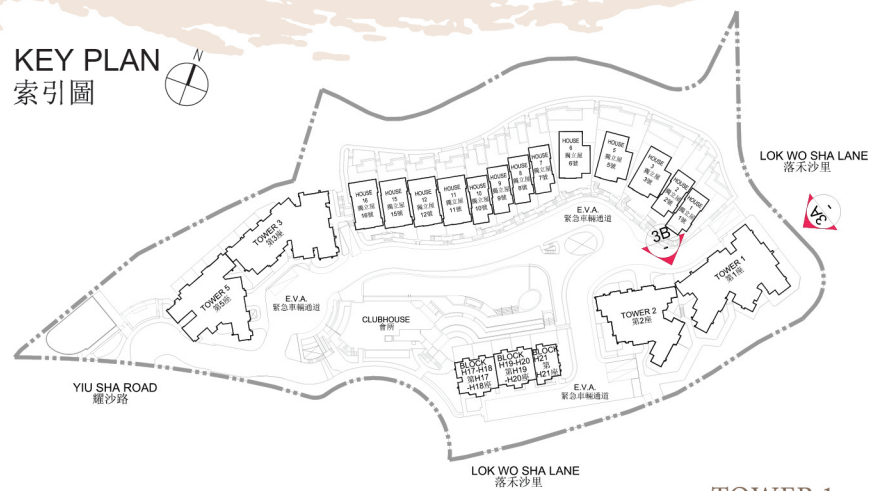 KEY PLAN
索引圖
N
LOK WO SHA LANE
落禾沙里
3A
-
HOUSE
6
獨立屋
6號
HOUSE
5
獨立屋
5號
HOUSE
3
獨立屋
3號
HOUSE
2
獨立屋
2號
HOUSE
1
獨立屋
1號
HOUSE
7
獨立屋
7號
HOUSE
8
獨立屋
8號
HOUSE
9
獨立屋
9號
HOUSE
10
獨立屋
10號
HOUSE
11
獨立屋
11號
HOUSE
12
獨立屋
12號
HOUSE
15
獨立屋
15號
HOUSE
16
獨立屋
16號
E.V.A.
緊急車輛通道
3B
-
TOWER 3
第3座
TOWER 5
第5座
E.V.A.
緊急車輛通道
TOWER 1
第1座
TOWER 2
第2座
CLUBHOUSE
會所
BLOCK
H17-H18
第H17
-H18座
BLOCK
H19-H20
第H19
-H20座
BLOCK
H21
第
H21座
E.V.A.
緊急車輛通道
YIU SHA ROAD
耀沙路
LOK WO SHA LANE
落禾沙里
TOWER 1